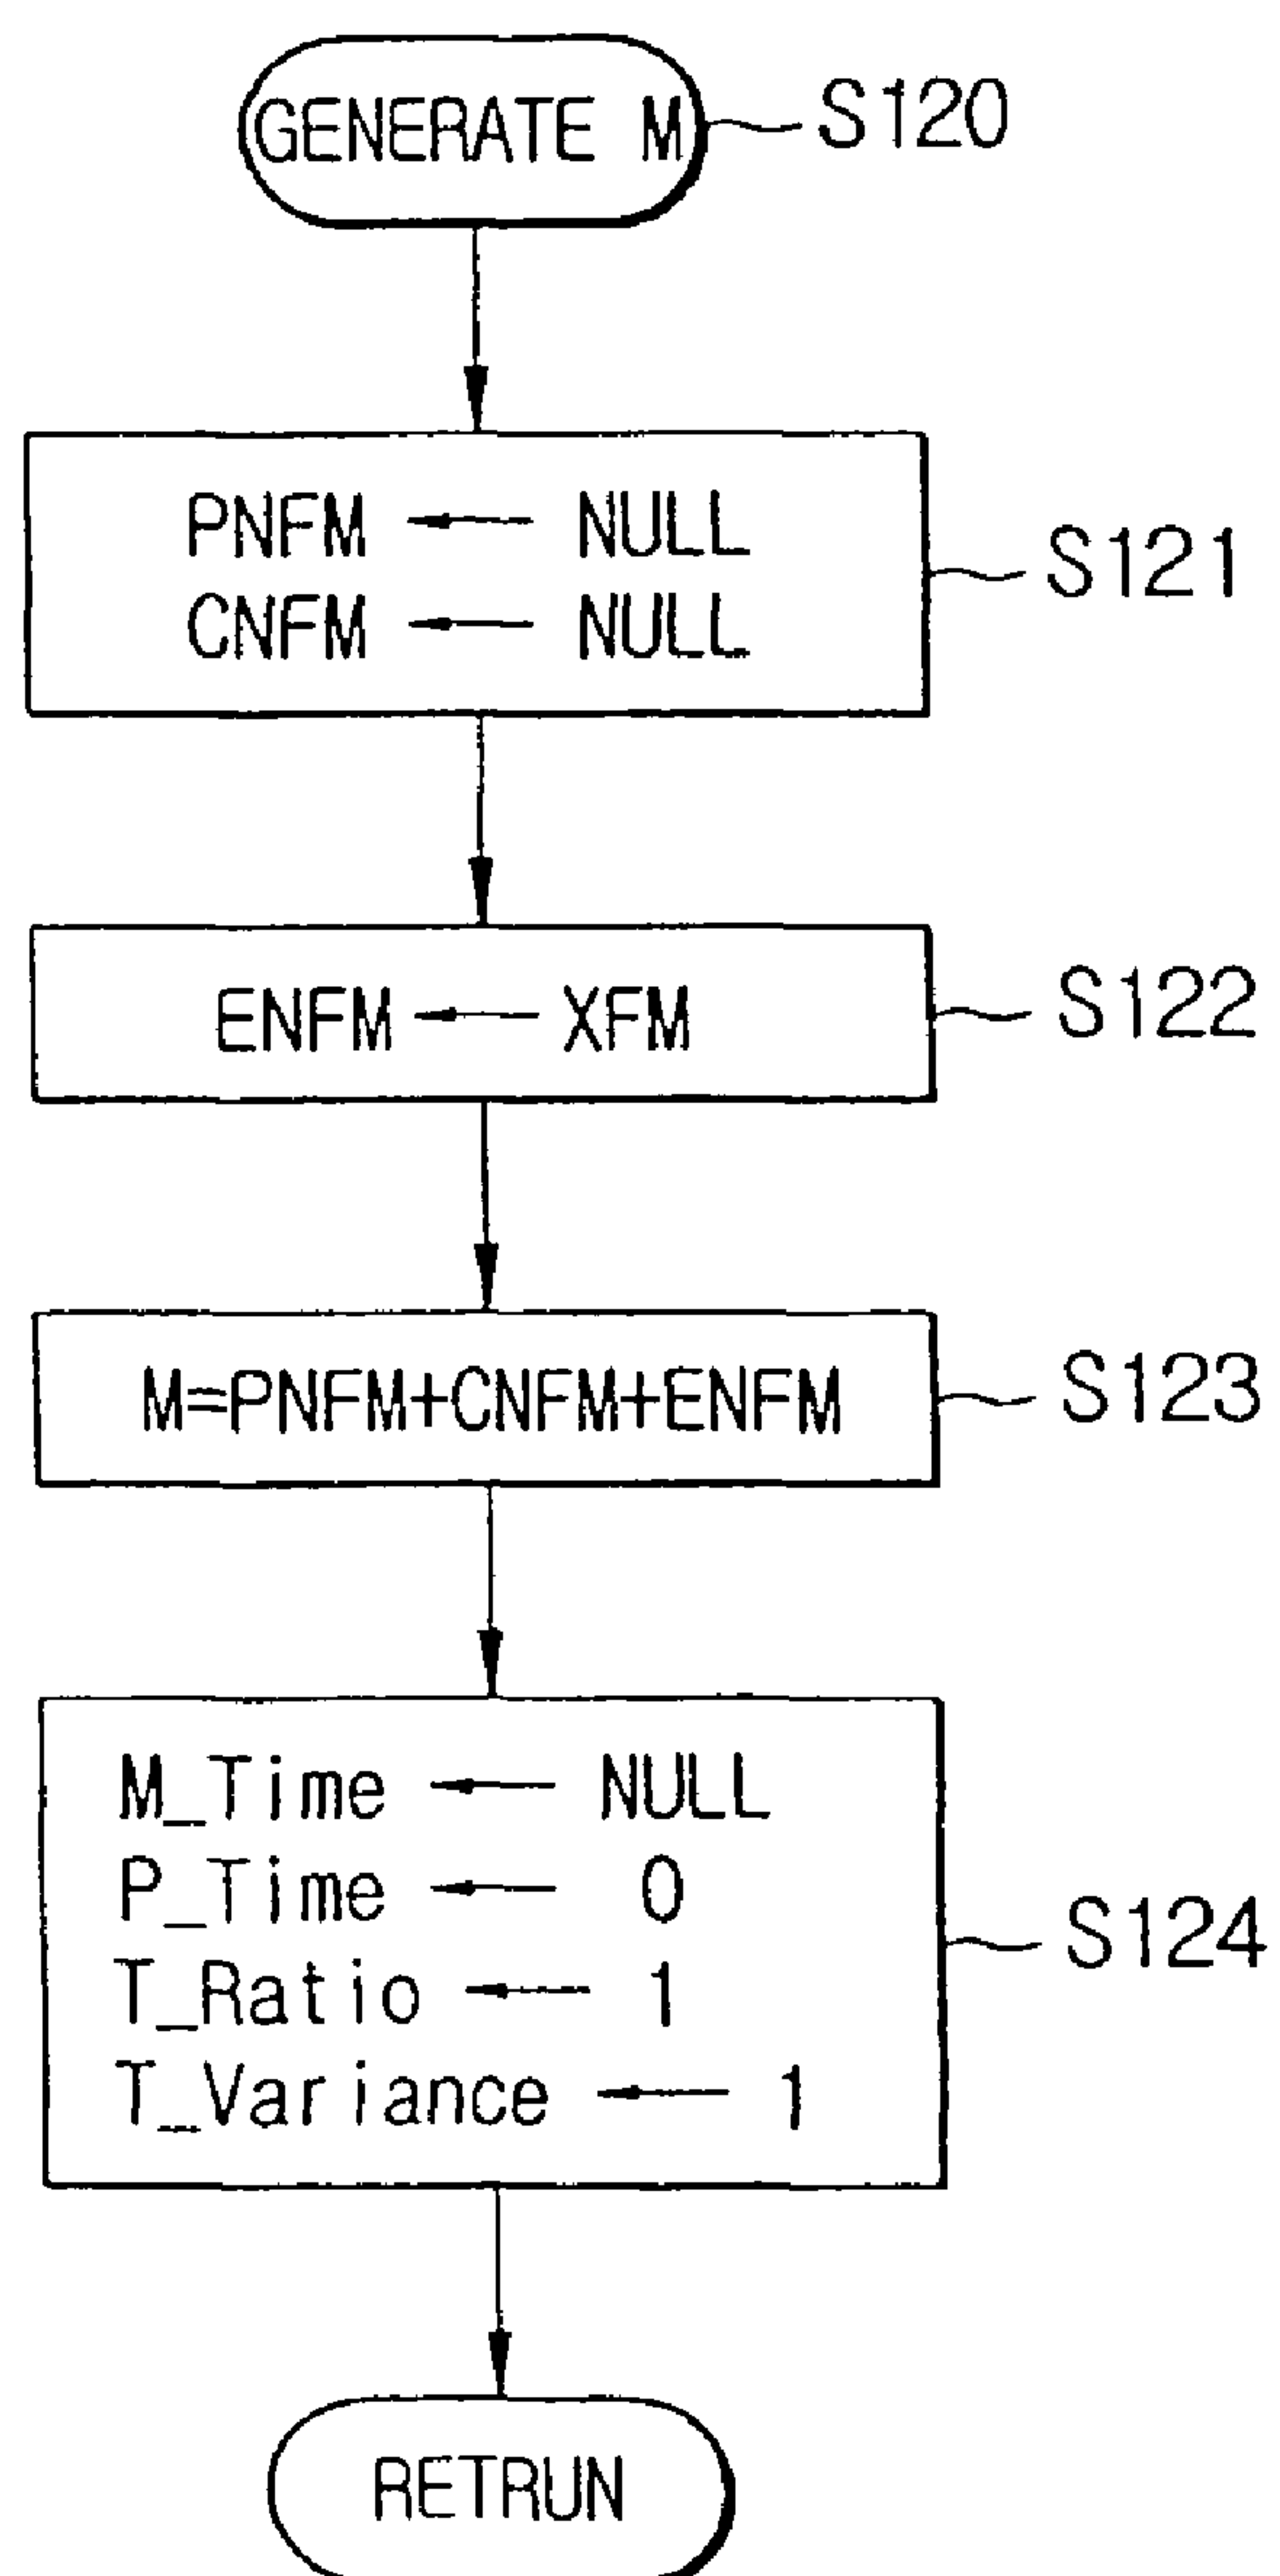 GENERATE M
S120
PNFM ← NULL
CNFM ← NULL
S121
ENFM ← XFM
S122
M=PNFM+CNFM+ENFM
S123
M_Time ← NULL
P_Time ← 0
T_Ratio ← 1
T_Variance ← 1
S124
RETRUN